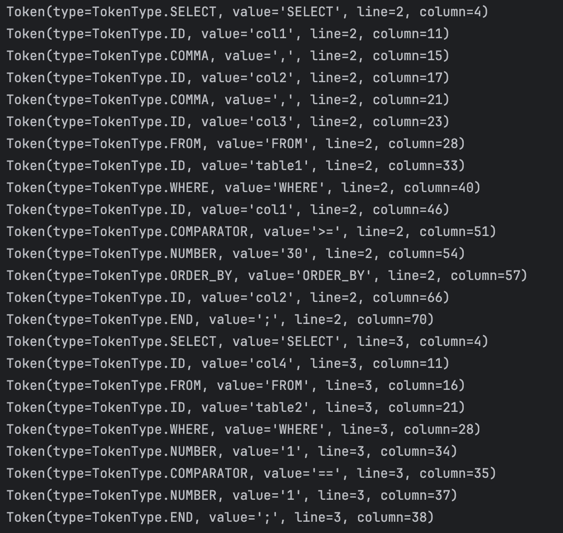 Token(type=TokenType.SELECT, value='SELECT', line=2, column=4)
Token(type=TokenType.ID, value='col1', line=2, column=11)
Token(type=TokenType.COMMA, value=',', line=2, column=15)
Token(type=TokenType.ID, value='col2', line=2, column=17)
Token(type=TokenType.COMMA, value=',', line=2, column=21)
Token(type=TokenType.ID, value='col3', line=2, column=23)
Token(type=TokenType.FROM, value='FROM', line=2, column=28)
Token(type=TokenType.ID, value='table1', line=2, column=33)
Token(type=TokenType.WHERE, value='WHERE', line=2, column=40)
Token(type=TokenType.ID, value='col1', line=2, column=46)
Token(type=TokenType.COMPARATOR, value='>=', line=2, column=51)
Token(type=TokenType.NUMBER, value='30', line=2, column=54)
Token(type=TokenType.ORDER_BY, value='ORDER_BY', line=2, column=57)
Token(type=TokenType.ID, value='col2', line=2, column=66)
Token(type=TokenType.END, value=';', line=2, column=70)
Token(type=TokenType.SELECT, value='SELECT', line=3, column=4)
Token(type=TokenType.ID, value='col4', line=3, column=11)
Token(type=TokenType.FROM, value='FROM', line=3, column=16)
Token(type=TokenType.ID, value='table2', line=3, column=21)
Token(type=TokenType.WHERE, value='WHERE', line=3, column=28)
Token(type=TokenType.NUMBER, value='1', line=3, column=34)
Token(type=TokenType.COMPARATOR, value='==', line=3, column=35)
Token(type=TokenType.NUMBER, value='1', line=3, column=37)
Token(type=TokenType.END, value=';', line=3, column=38)